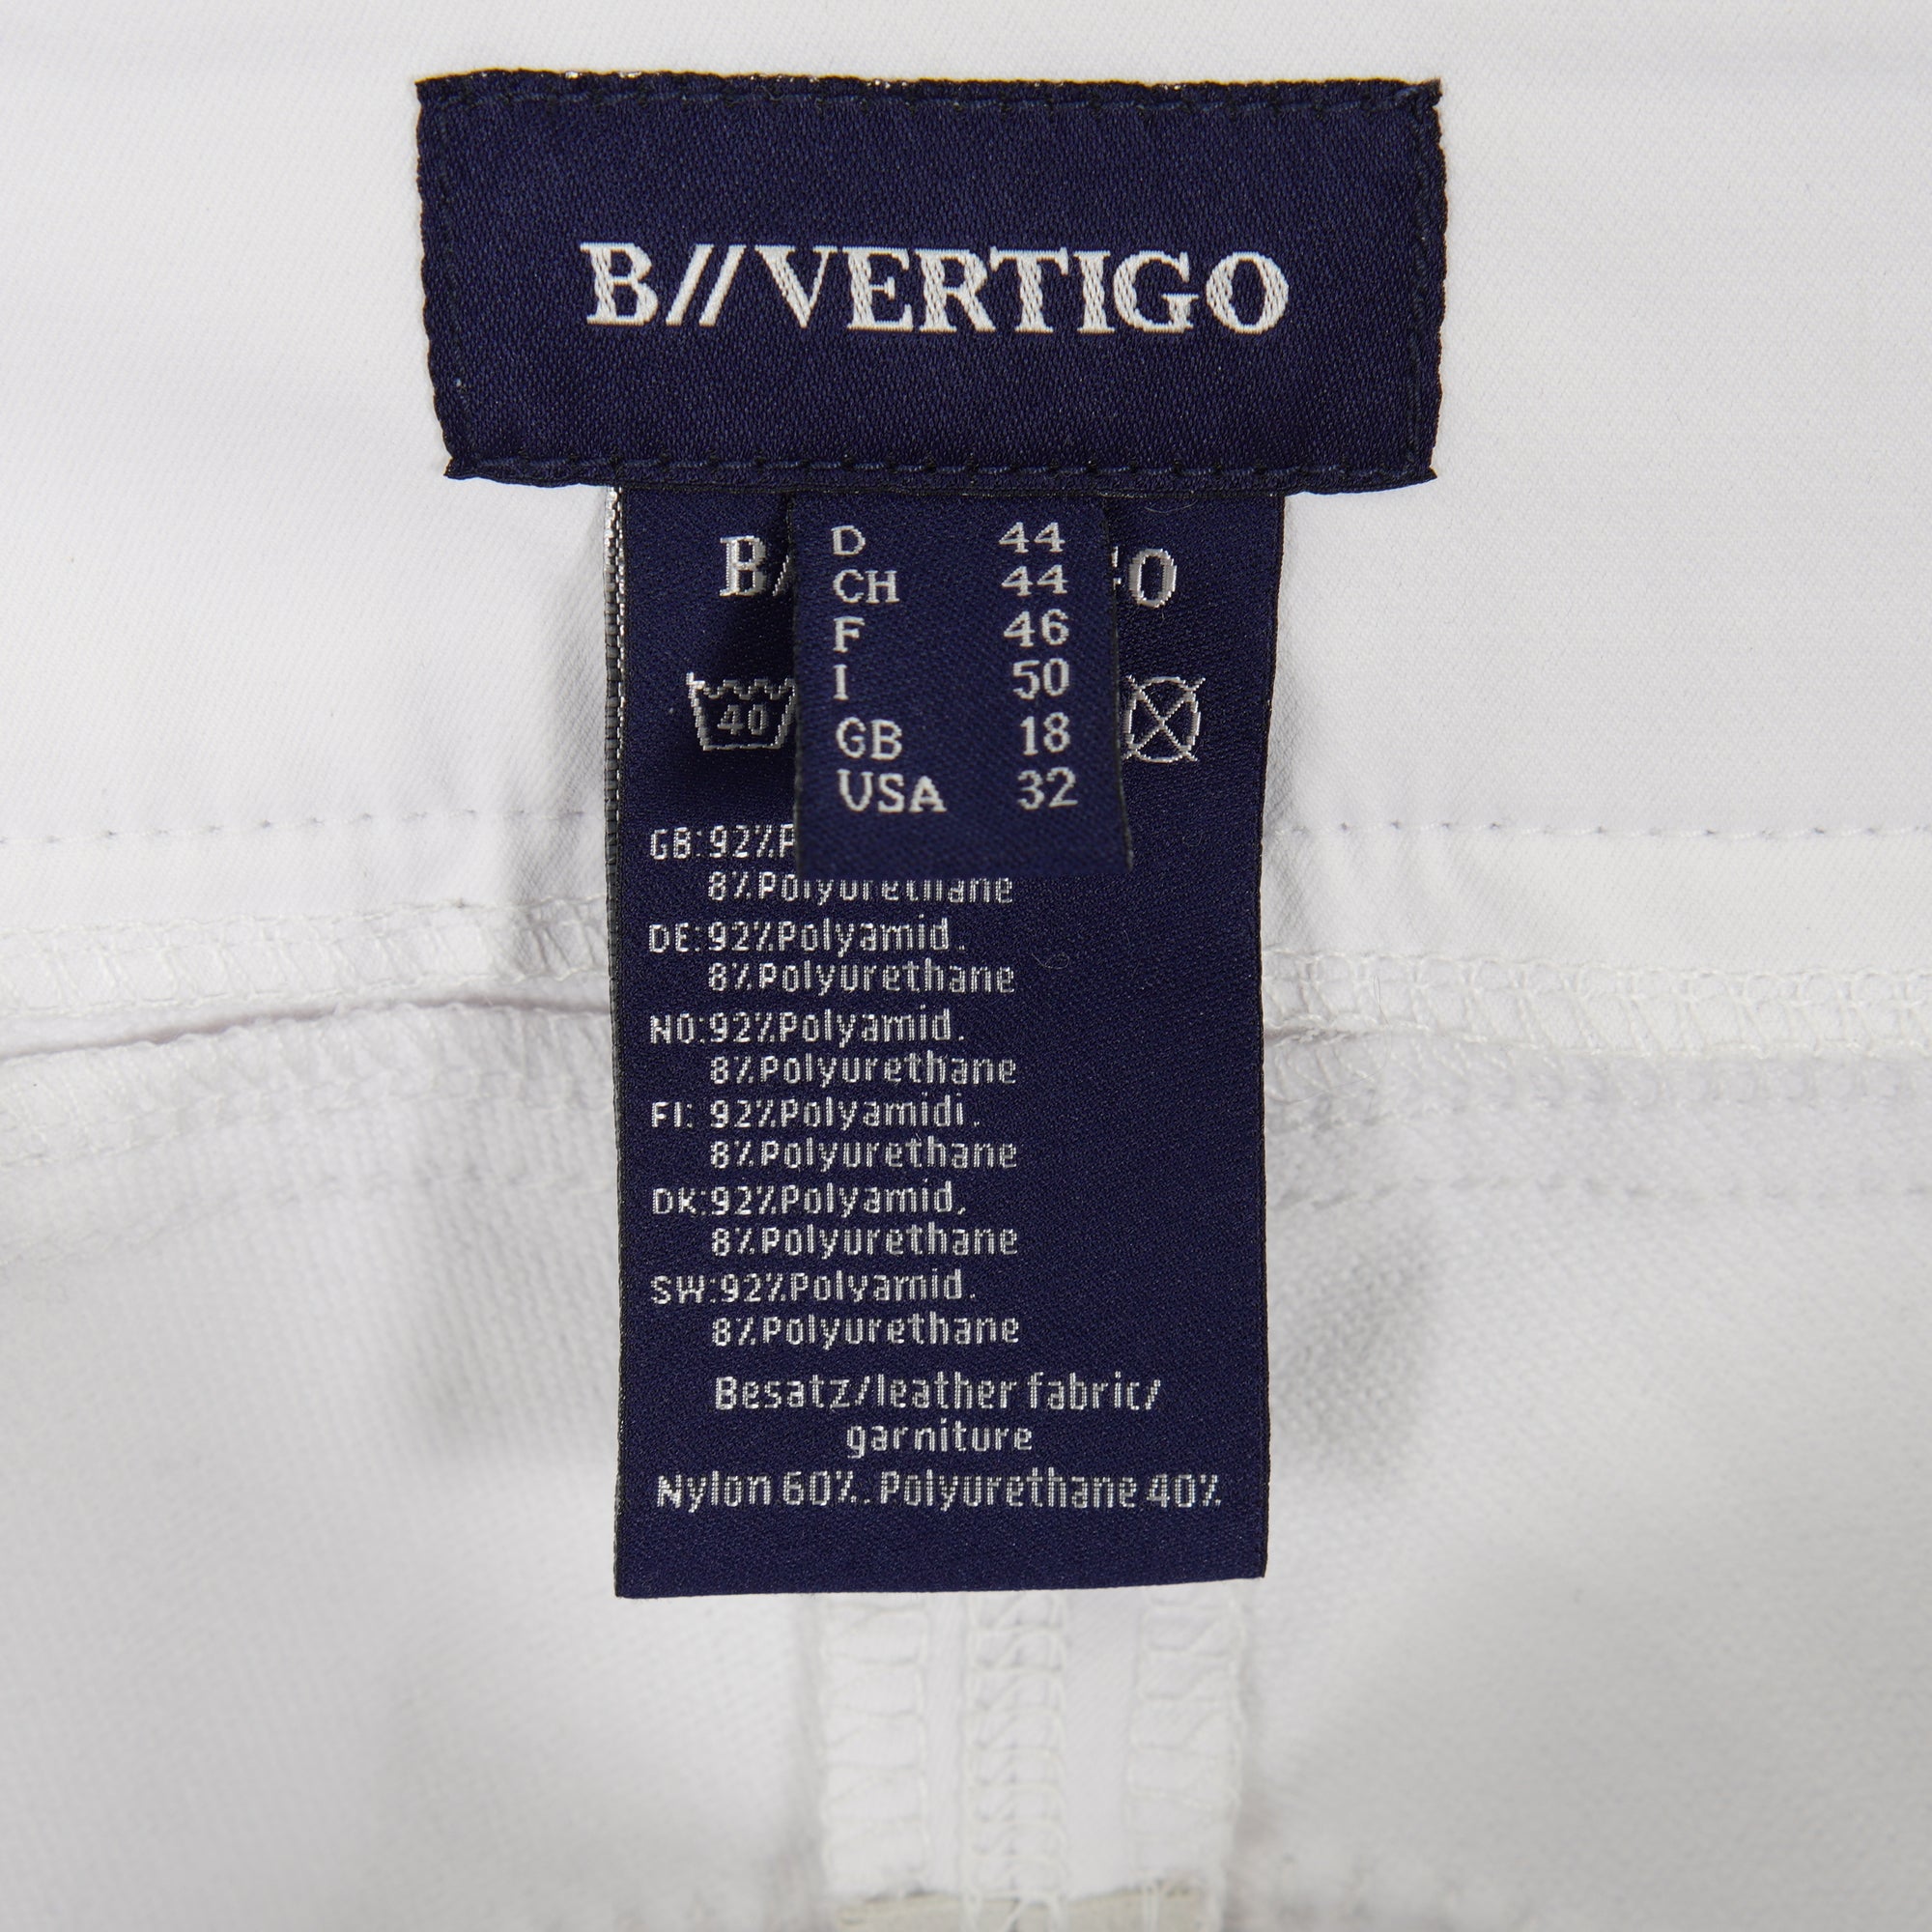 B//VERTIGO
D 44
CH 44
F 46
I 50
GB 18
USA 32
40
GB:92%
8%Polyurethane
DE:92%Polyamid.
8%Polyurethane
NO:92%Polyamid.
8%Polyurethane
FI: 92%Polyamidi.
8%Polyurethane
DK:92%Polyamid,
8%Polyurethane
SW:92%Polyamid.
8%Polyurethane
Besatz/leather fabric/
garniture
Nylon 60%. Polyurethane 40%